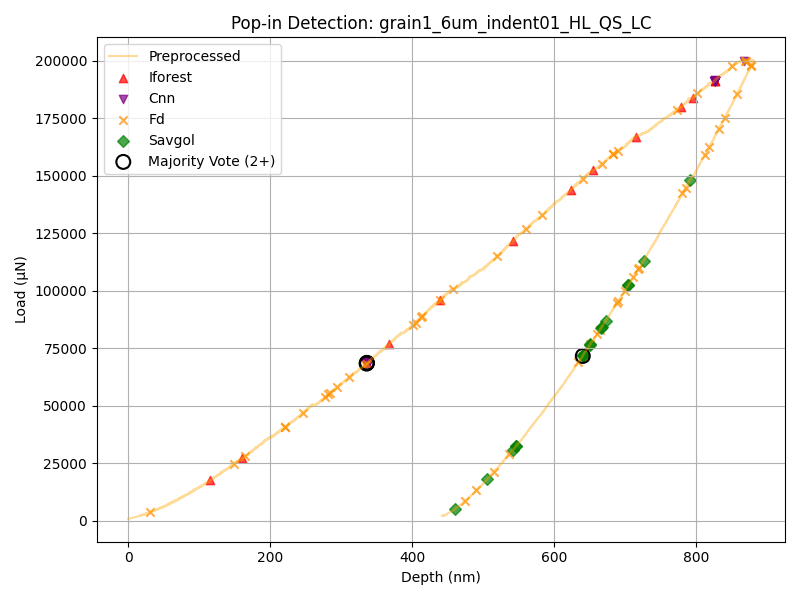 Pop-in Detection: grain1_6um_indent01_HL_QS_LC
Preprocessed
Iforest
Cnn
Fd
Savgol
Majority Vote (2+)
200000
175000
150000
125000
100000
75000
50000
25000
0
Load (µN)
0 200 400 600 800
Depth (nm)